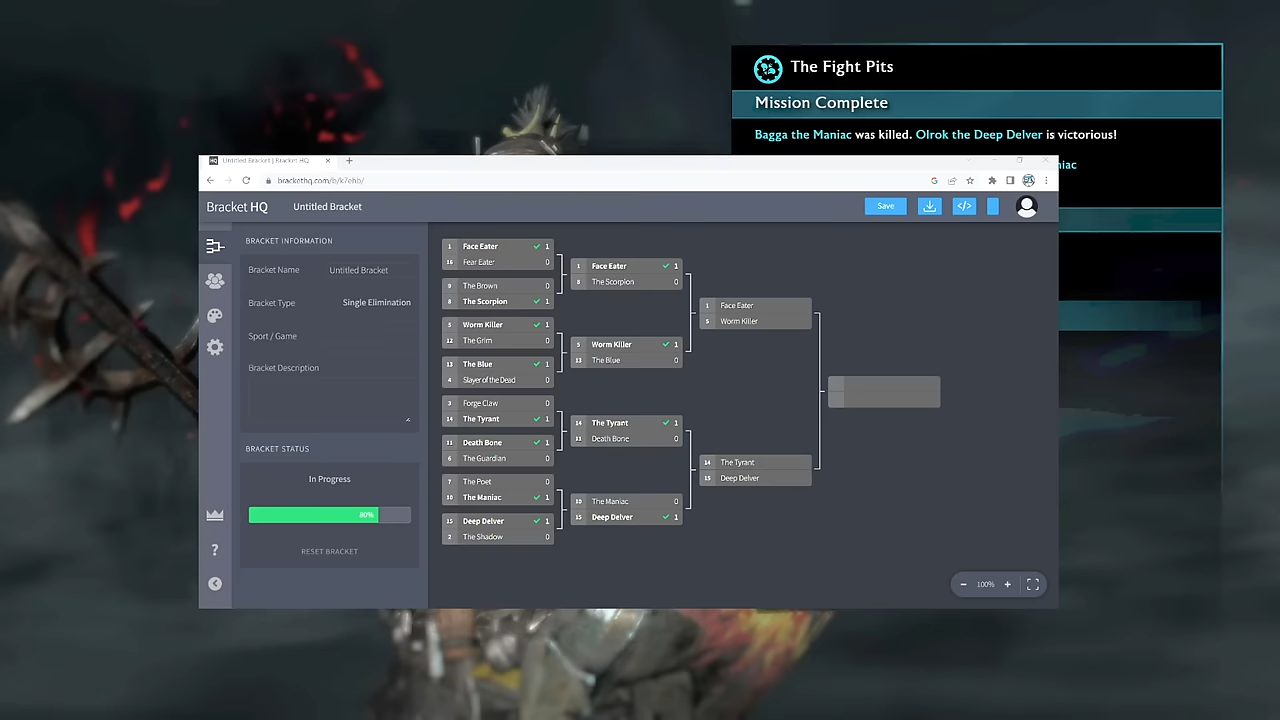 The Fight Pits
Mission Complete
Bagga the Maniac was killed. Olrok the Deep Delver is victorious!
niac
Untitled Bracket | Bracket HQ
brackethq.com/b/k7ehb/
Bracket HQ
Untitled Bracket
Save
BRACKET INFORMATION
Bracket Name Untitled Bracket
Bracket Type Single Elimination
Sport / Game
Bracket Description
BRACKET STATUS
In Progress
80%
RESET BRACKET
1 Face Eater 1
16 Fear Eater 0
9 The Brown 0
8 The Scorpion 1
5 Worm Killer 1
12 The Grim 0
13 The Blue 1
4 Slayer of the Dead 0
3 Forge Claw 0
14 The Tyrant 1
11 Death Bone 1
6 The Guardian 0
7 The Poet 0
10 The Maniac 1
15 Deep Delver 1
2 The Shadow 0
1 Face Eater 1
8 The Scorpion 0
5 Worm Killer 1
13 The Blue 0
14 The Tyrant 1
11 Death Bone 0
10 The Maniac 0
15 Deep Delver 1
1 Face Eater
5 Worm Killer
14 The Tyrant
15 Deep Delver
100%